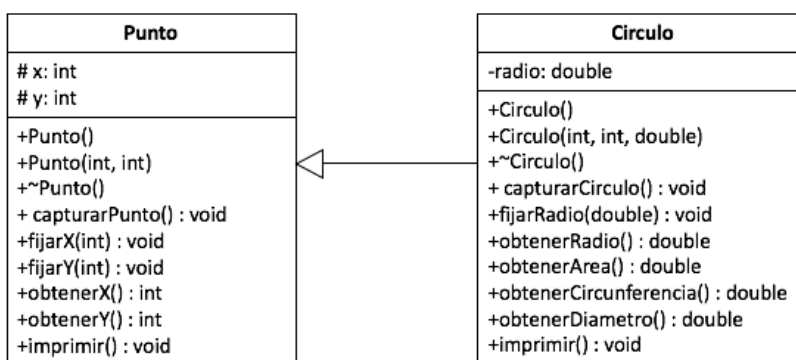 Punto
# x: int
# y: int
+Punto()
+Punto(int, int)
+~Punto()
+ capturarPunto() : void
+fijarX(int) : void
+fijarY(int) : void
+obtenerX() : int
+obtenerY() : int
+imprimir() : void
Circulo
-radio: double
+Circulo()
+Circulo(int, int, double)
+~Circulo()
+ capturarCirculo() : void
+fijarRadio(double) : void
+obtenerRadio() : double
+obtenerArea() : double
+obtenerCircunferencia() : double
+obtenerDiametro() : double
+imprimir() : void